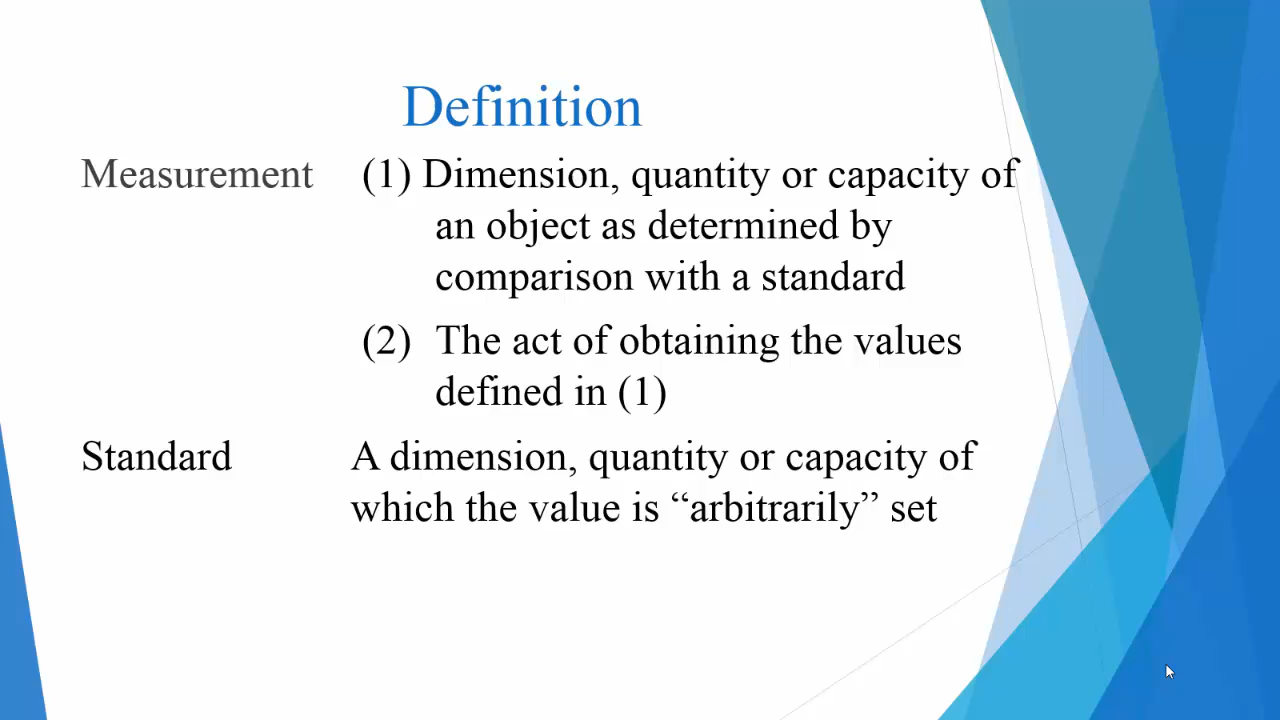 Definition
Measurement (1) Dimension, quantity or capacity of
an object as determined by
comparison with a standard
(2) The act of obtaining the values
defined in (1)
Standard A dimension, quantity or capacity of
which the value is “arbitrarily” set